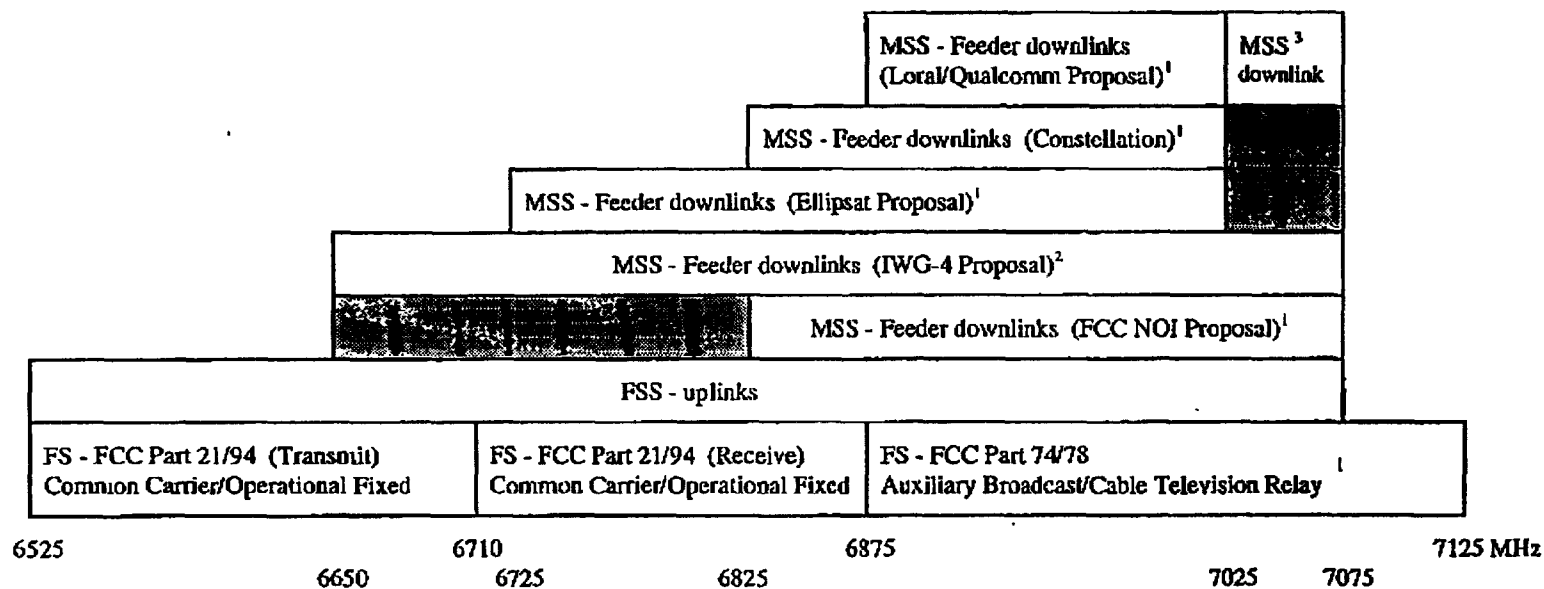 MSS - Feeder downlinks
(Loral/Qualcomm Proposal)¹
MSS ³
downlink
MSS - Feeder downlinks (Constellation)¹
MSS - Feeder downlinks (Ellipsat Proposal)¹
MSS - Feeder downlinks (IWG-4 Proposal)²
MSS - Feeder downlinks (FCC NOI Proposal)¹
FSS - uplinks
FS - FCC Part 21/94 (Transmit)
Common Carrier/Operational Fixed
FS - FCC Part 21/94 (Receive)
Common Carrier/Operational Fixed
FS - FCC Part 74/78
Auxiliary Broadcast/Cable Television Relay
6525
6710
6875
7125 MHz
6650
6725
6825
7025
7075